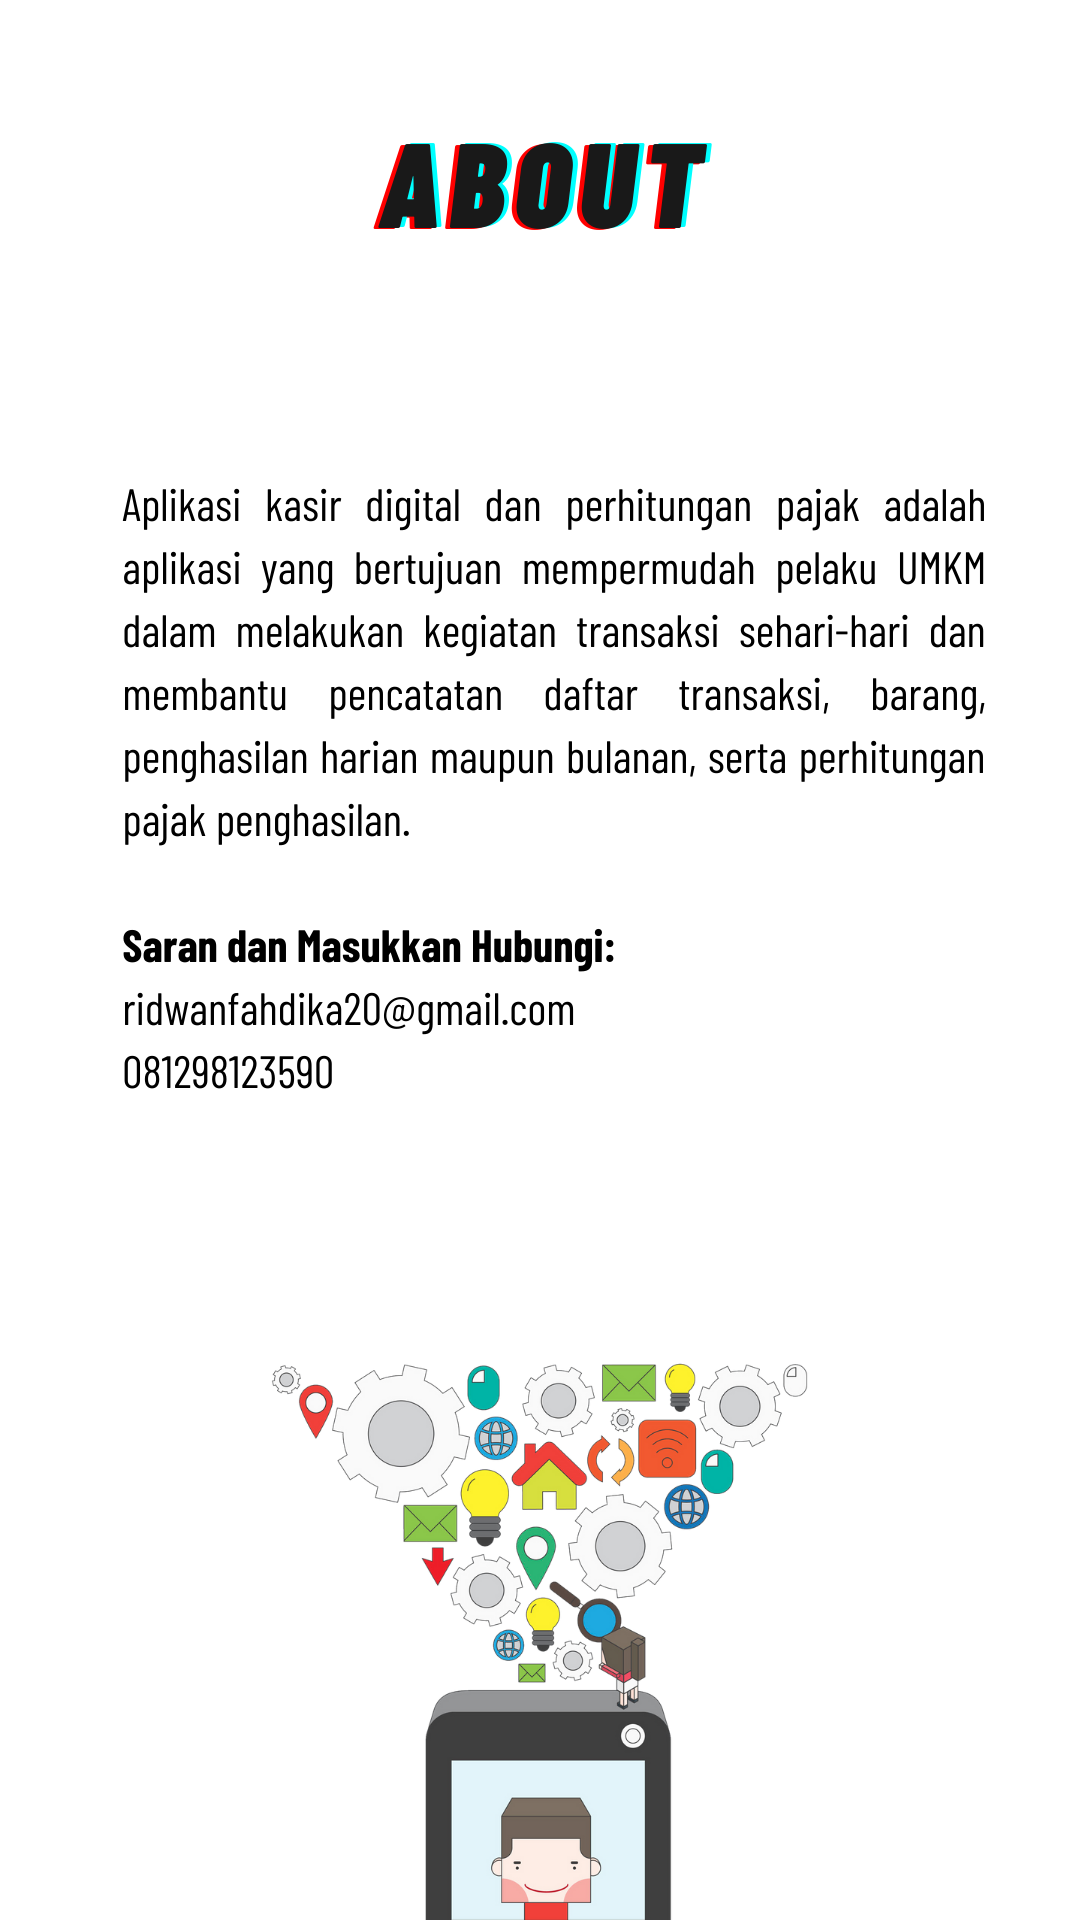 ABOUT
Aplikasi kasir digital dan perhitungan pajak adalah
aplikasi yang bertujuan mempermudah pelaku UMKM
dalam melakukan kegiatan transaksi sehari-hari dan
membantu pencatatan daftar transaksi, barang,
penghasilan harian maupun bulanan, serta perhitungan
pajak penghasilan.
Saran dan Masukkan Hubungi:
ridwanfahdika20@gmail.com
081298123590